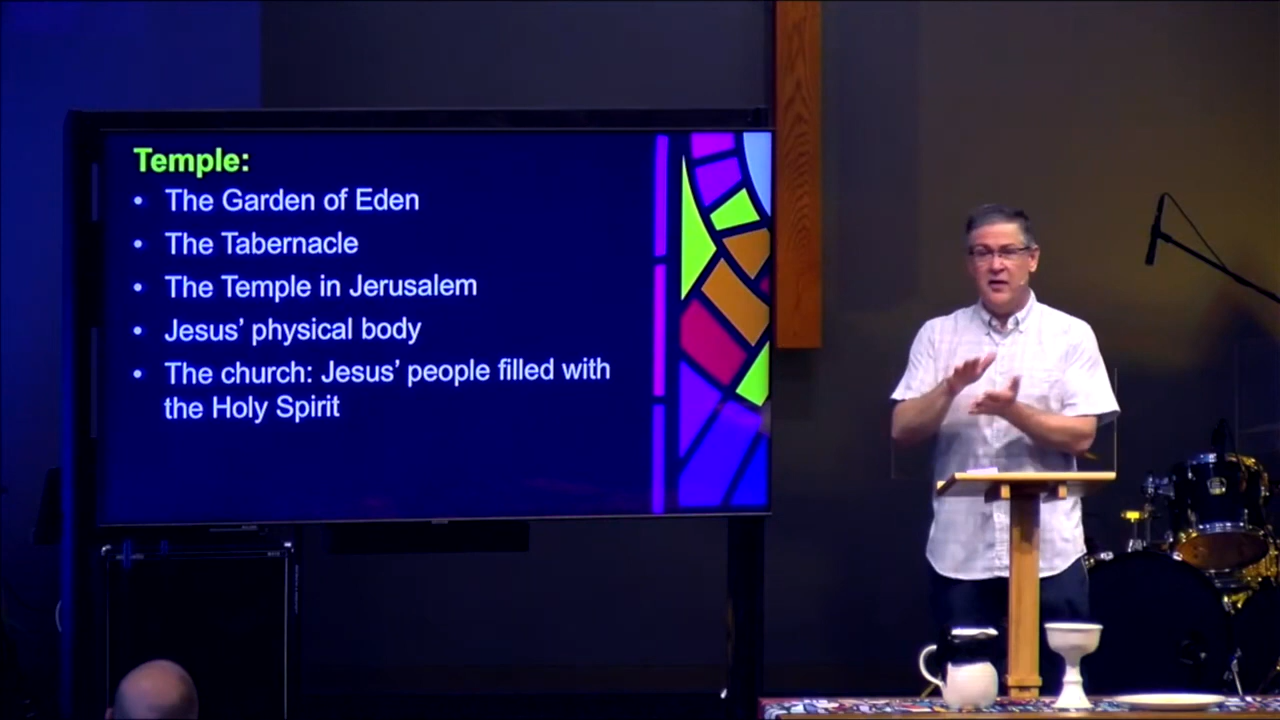 Temple:
• The Garden of Eden
• The Tabernacle
• The Temple in Jerusalem
• Jesus’ physical body
• The church: Jesus’ people filled with
the Holy Spirit